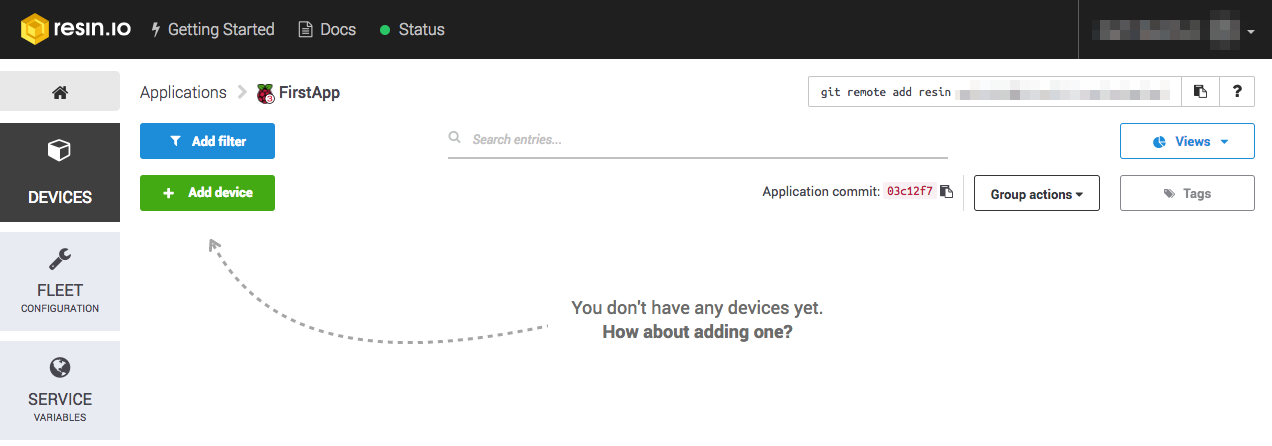 resin.io Getting Started Docs Status
Applications FirstApp
git remote add resin
?
Add filter
Search entries...
Views
DEVICES
Add device
Application commit: 03c12f7
Group actions
Tags
FLEET
CONFIGURATION
You don't have any devices yet.
How about adding one?
SERVICE
VARIABLES